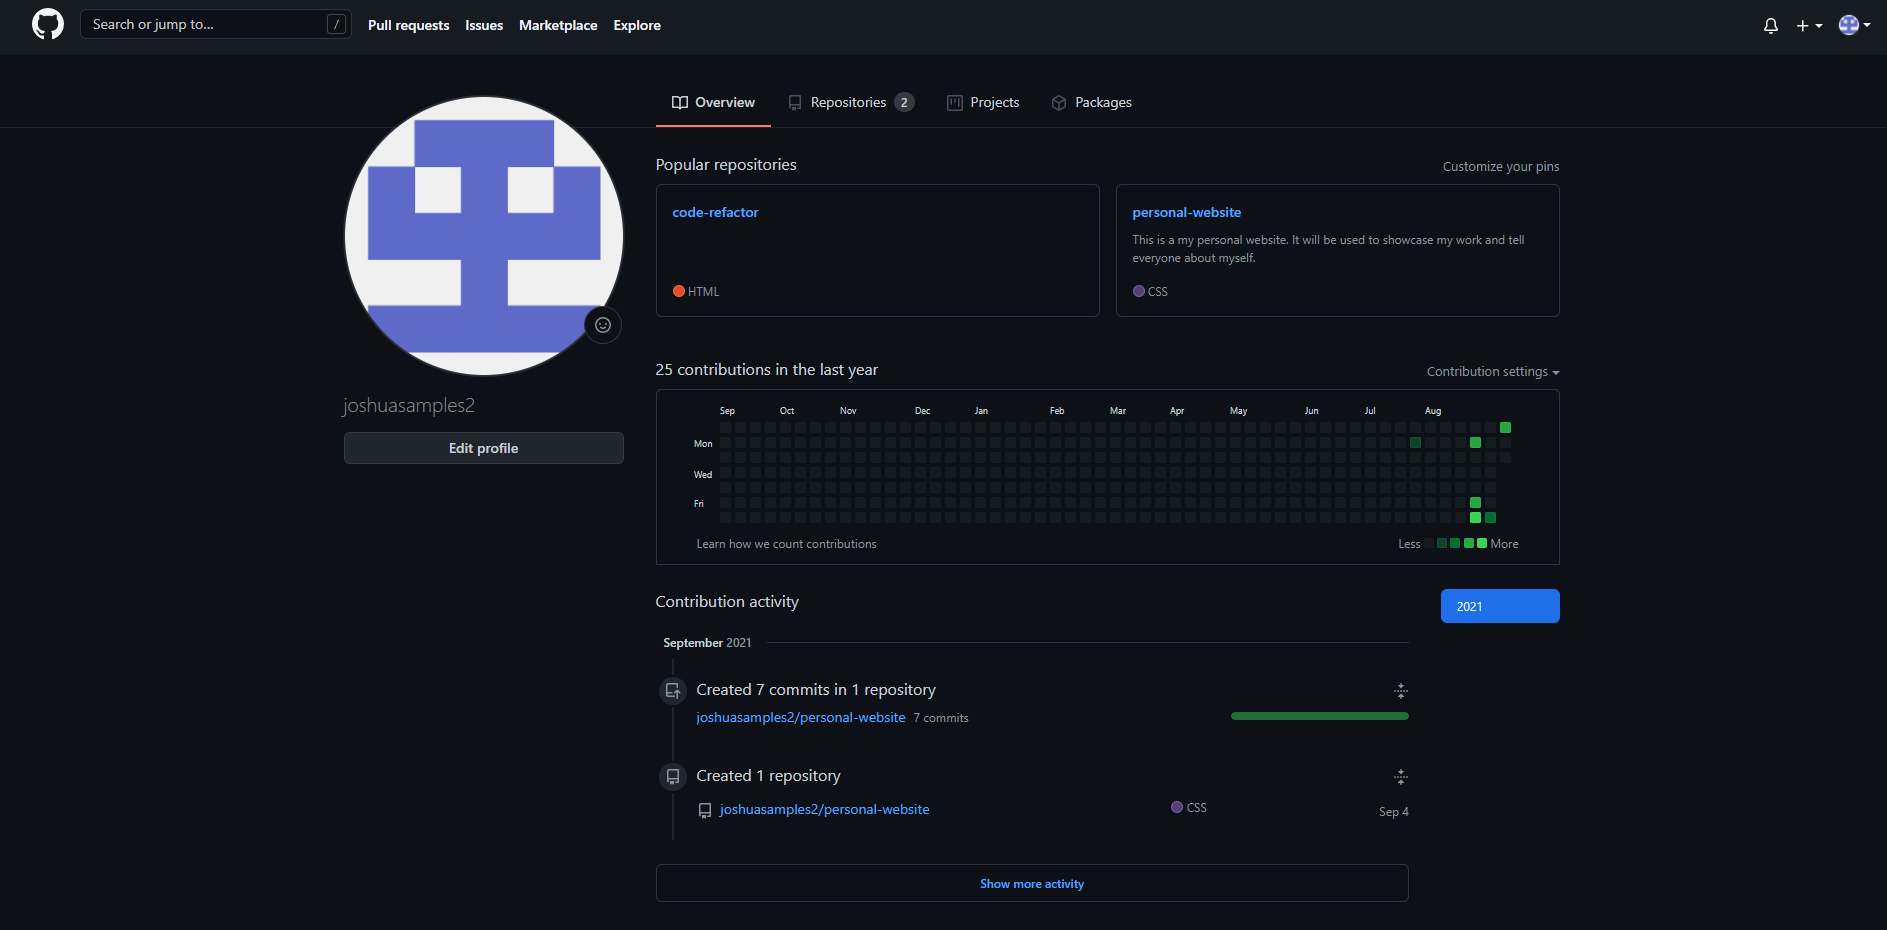 Search or jump to... /
Pull requests Issues Marketplace Explore
Overview Repositories 2 Projects Packages
joshuasamples2
Edit profile
Popular repositories
Customize your pins
code-refactor
HTML
personal-website
This is a my personal website. It will be used to showcase my work and tell
everyone about myself.
CSS
25 contributions in the last year
Contribution settings
Sep Oct Nov Dec Jan Feb Mar Apr May Jun Jul Aug
Mon
Wed
Fri
Learn how we count contributions
Less More
Contribution activity
2021
September 2021
Created 7 commits in 1 repository
joshuasamples2/personal-website 7 commits
Created 1 repository
joshuasamples2/personal-website CSS Sep 4
Show more activity